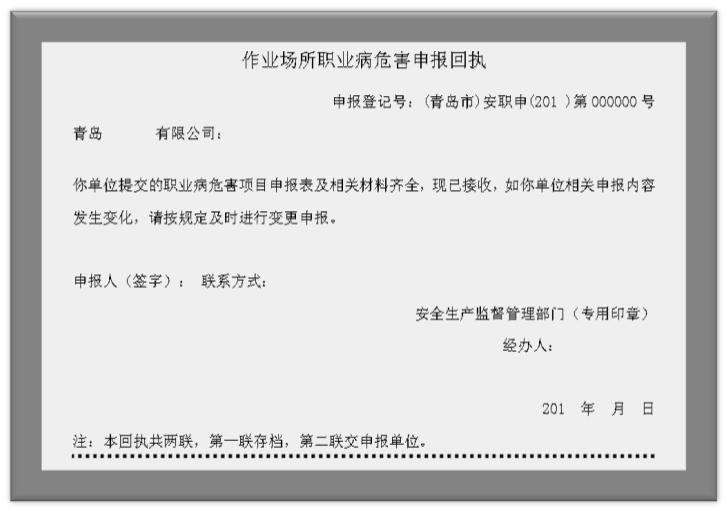 作业场所职业病危害申报回执
申报登记号：(青岛市)安职申(201 )第 000000 号
青岛　　　有限公司：
你单位提交的职业病危害项目申报表及相关材料齐全，现已接收，如你单位相关申报内容
发生变化，请按规定及时进行变更申报。
申报人（签字）： 联系方式：
安全生产监督管理部门（专用印章）
经办人：
201 年 月 日
注：本回执共两联，第一联存档，第二联交申报单位。